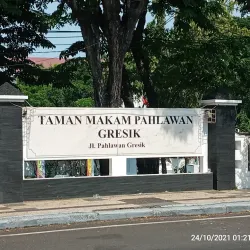 TAMAN MAKAM PAHLAWAN
GRESIK
Jl. Pahlawan Gresik
24/10/2021 01:21